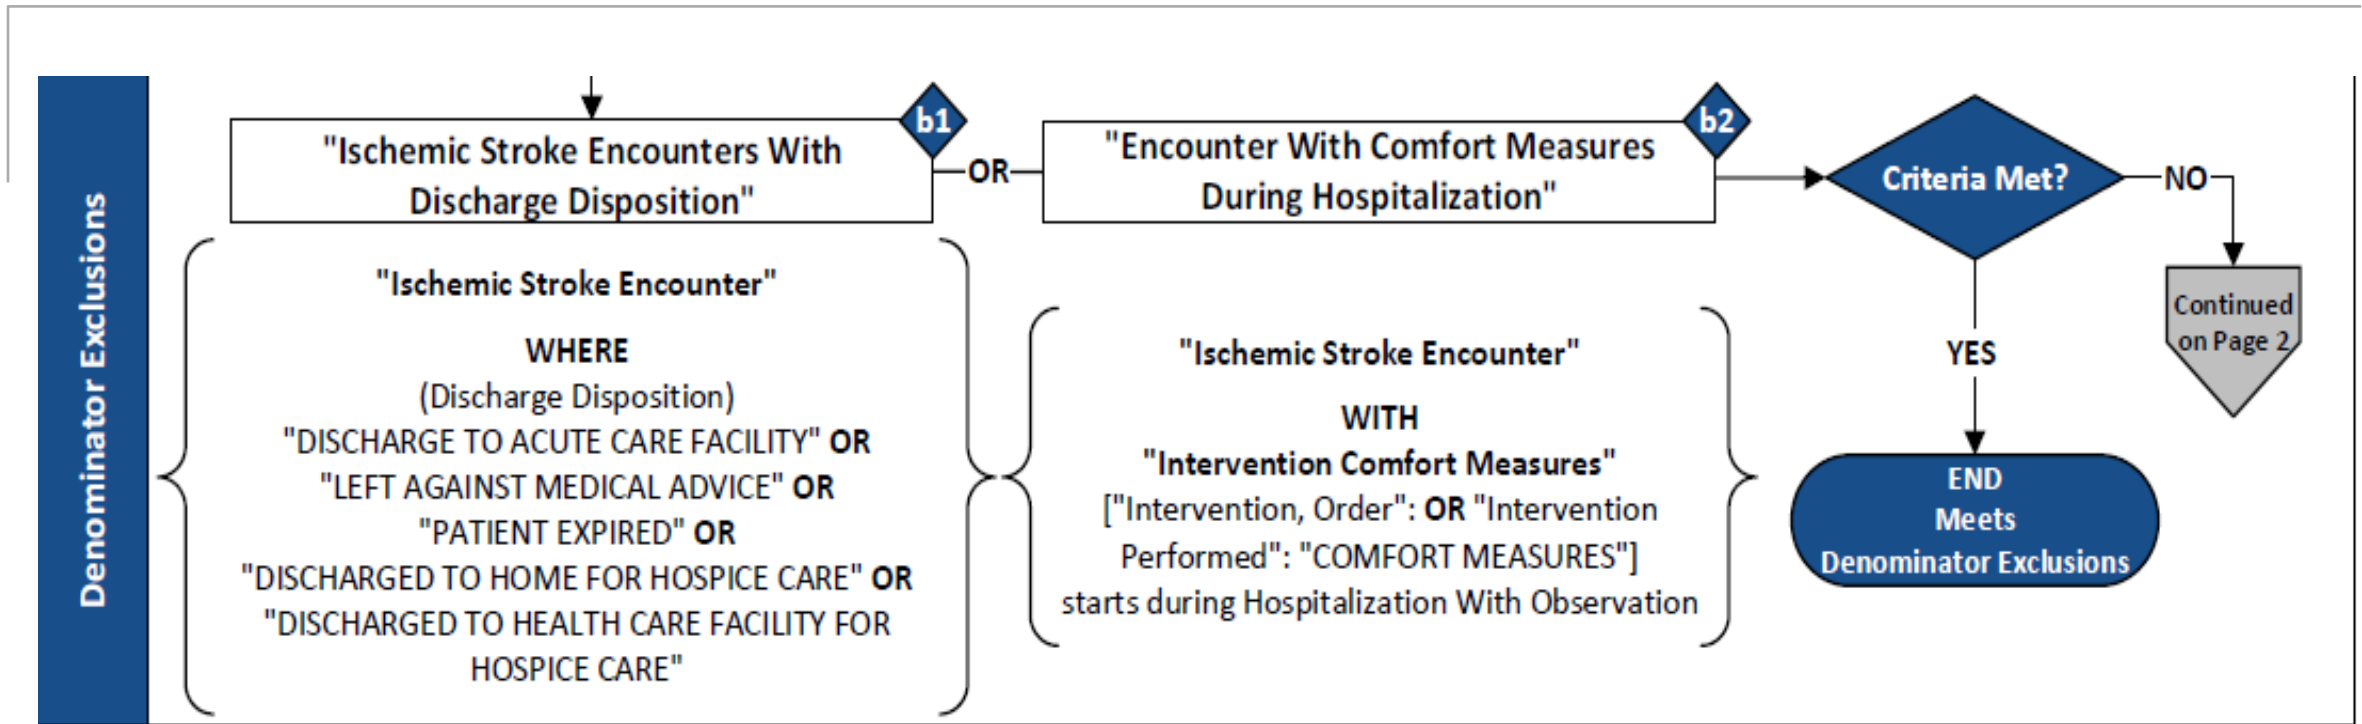 Denominator Exclusions
"Ischemic Stroke Encounters With
Discharge Disposition"
b1
OR
"Encounter With Comfort Measures
During Hospitalization"
b2
Criteria Met?
NO
Continued
on Page 2
YES
END
Meets
Denominator Exclusions
"Ischemic Stroke Encounter"
WHERE
(Discharge Disposition)
"DISCHARGE TO ACUTE CARE FACILITY" OR
"LEFT AGAINST MEDICAL ADVICE" OR
"PATIENT EXPIRED" OR
"DISCHARGED TO HOME FOR HOSPICE CARE" OR
"DISCHARGED TO HEALTH CARE FACILITY FOR
HOSPICE CARE"
"Ischemic Stroke Encounter"
WITH
"Intervention Comfort Measures"
["Intervention, Order": OR "Intervention
Performed": "COMFORT MEASURES"]
starts during Hospitalization With Observation